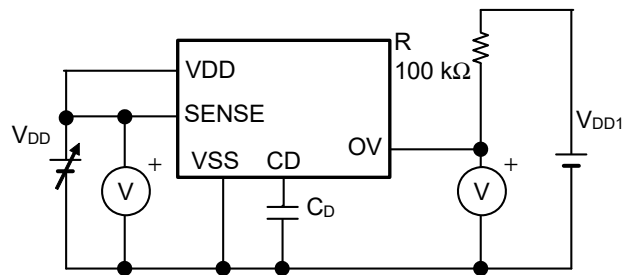 R
100 kΩ
VDD
VDD
SENSE
VDD1
OV
+
V
VSS
CD
+
V
CD